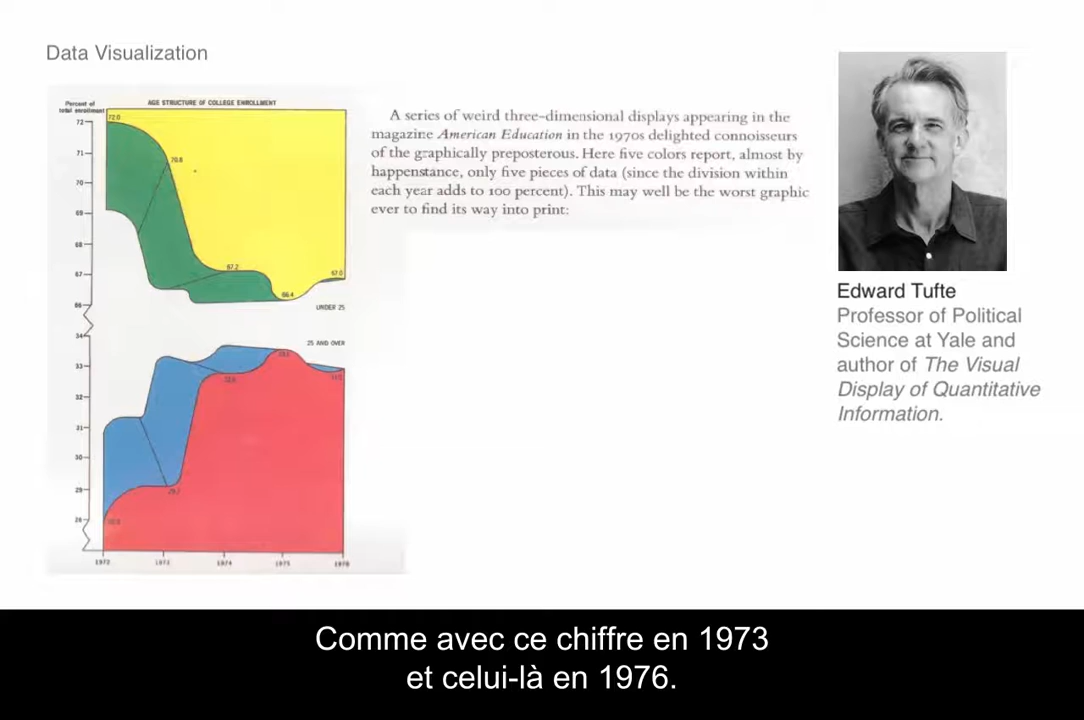 Data Visualization
Percent of
total enrollment
AGE STRUCTURE OF COLLEGE ENROLLMENT
72
72.0
71
70.8
70
69
68
67
67.2
67.0
66.4
66
UNDER 25
34
25 AND OVER
33
32.8
32
31
30
29
29.2
28
1972
1973
1974
1975
1976
A series of weird three-dimensional displays appearing in the
magazine American Education in the 1970s delighted connoisseurs
of the graphically preposterous. Here five colors report, almost by
happenstance, only five pieces of data (since the division within
each year adds to 100 percent). This may well be the worst graphic
ever to find its way into print:
Edward Tufte
Professor of Political
Science at Yale and
author of The Visual
Display of Quantitative
Information.
Comme avec ce chiffre en 1973
et celui-là en 1976.